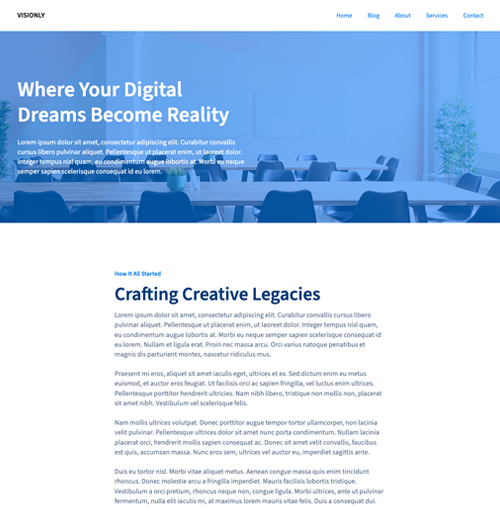 VISIONLY
Home Blog About Services Contact
Where Your Digital
Dreams Become Reality
Lorem ipsum dolor sit amet, consectetur adipiscing elit. Curabitur convallis
cursus libero pulvinar aliquet. Pellentesque ut placerat enim, ut laoreet dolor.
Integer tempus nisl quam, eu condimentum augue lobortis at. Morbi eu neque
semper sapien scelerisque consequat id eu lorem.
How It All Started
Crafting Creative Legacies
Lorem ipsum dolor sit amet, consectetur adipiscing elit. Curabitur convallis cursus libero
pulvinar aliquet. Pellentesque ut placerat enim, ut laoreet dolor. Integer tempus nisl quam,
eu condimentum augue lobortis at. Morbi eu neque semper sapien scelerisque consequat id
eu lorem. Nullam et ligula erat. Proin nec massa arcu. Orci varius natoque penatibus et
magnis dis parturient montes, nascetur ridiculus mus.
Praesent mi eros, aliquet sit amet iaculis eget, ultrices et ex. Sed dictum enim eu metus
euismod, et auctor eros feugiat. Ut facilisis orci ac sapien fringilla, vel luctus enim ultrices.
Pellentesque porttitor hendrerit ultricies. Nam nibh libero, tristique non mollis non, placerat
sit amet nibh. Vestibulum vel scelerisque felis.
Nam mollis ultrices volutpat. Donec porttitor augue tempor tortor ullamcorper, non lacinia
velit pulvinar. Pellentesque ultrices dolor sit amet nunc porta condimentum. Nullam lacinia
placerat orci, hendrerit mollis sapien consequat ac. Donec sit amet velit convallis, faucibus
est quis, accumsan massa. Nunc eros sem, ultrices vel auctor eu, imperdiet sagittis ante.
Duis eu tortor nisl. Morbi vitae aliquet metus. Aenean congue massa quis enim tincidunt
rhoncus. Donec molestie arcu a fringilla imperdiet. Mauris facilisis lobortis tristique.
Vestibulum a orci pretium, rhoncus neque non, congue ligula. Morbi ultrices, ante ut pulvinar
fermentum, nulla elit iaculis mi, at maximus lorem mauris vitae felis. Duis a consequat dui.